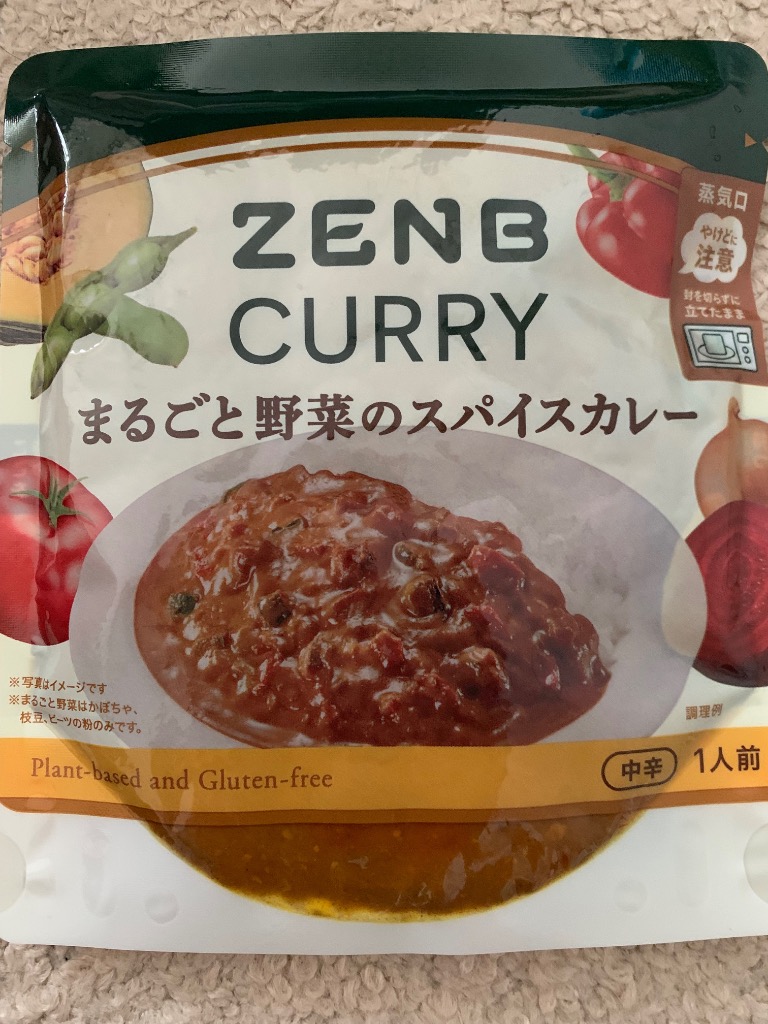 ZENB
CURRY
まるごと野菜のスパイスカレー
蒸気口
やけどに
注意
封を切らずに
立てたまま
※写真はイメージです
※まるごと野菜はかぼちゃ、
枝豆、ビーツの粉のみです。
調理例
Plant-based and Gluten-free
中辛
1人前